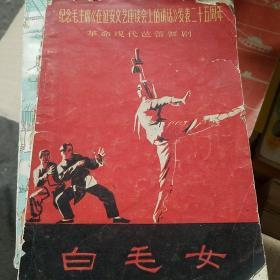 纪念毛主席《在延安文艺座谈会上的讲话》发表二十五周年
革命现代芭蕾舞剧
白毛女